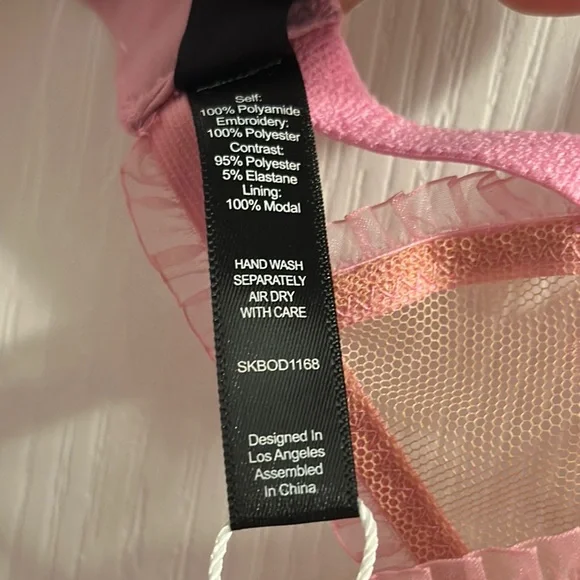 Self:
100% Polyamide
Embroidery:
100% Polyester
Contrast:
95% Polyester
5% Elastane
Lining:
100% Modal
HAND WASH
SEPARATELY
AIR DRY
WITH CARE
SKBOD1168
Designed In
Los Angeles
Assembled
In China